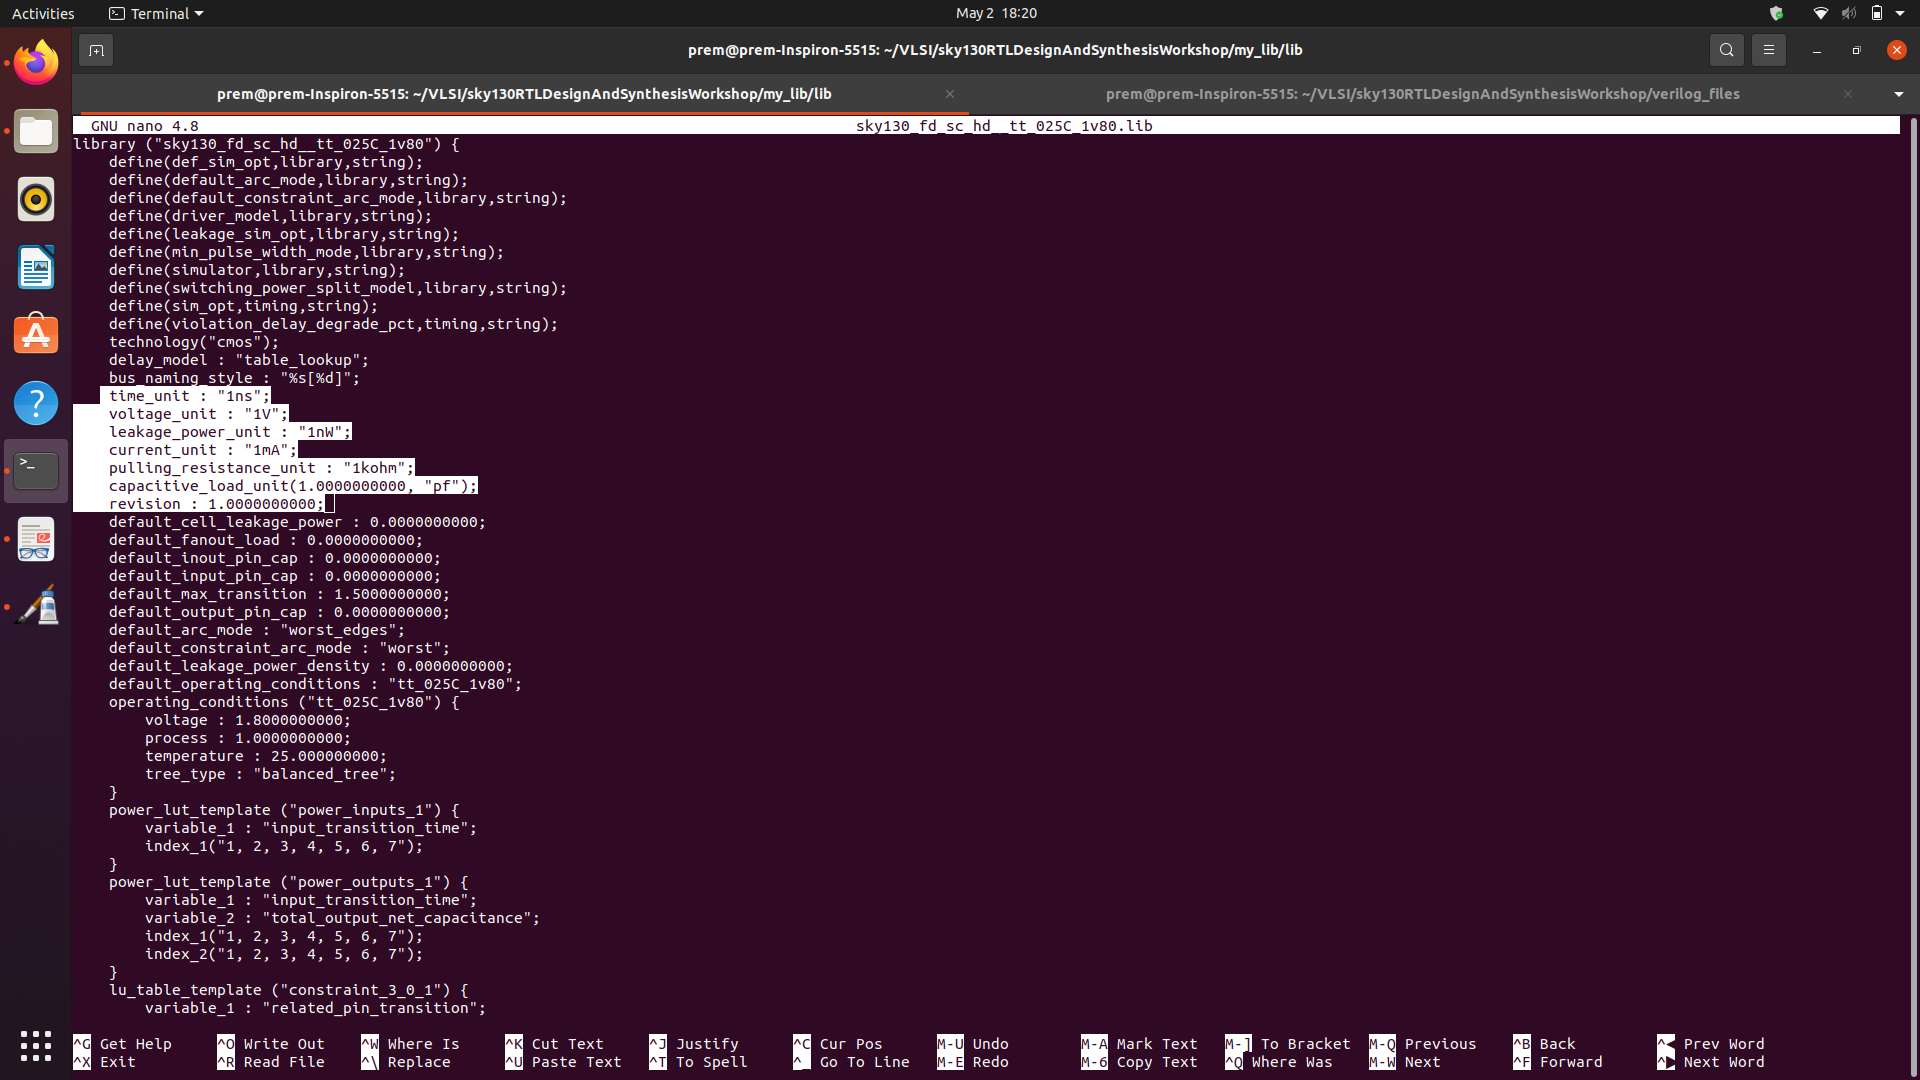 Activities
Terminal
May 2 18:20
prem@prem-Inspiron-5515: ~/VLSI/sky130RTLDesignAndSynthesisWorkshop/my_lib/lib
prem@prem-Inspiron-5515: ~/VLSI/sky130RTLDesignAndSynthesisWorkshop/my_lib/lib
prem@prem-Inspiron-5515: ~/VLSI/sky130RTLDesignAndSynthesisWorkshop/verilog_files
GNU nano 4.8 sky130_fd_sc_hd__tt_025C_1v80.lib
library ("sky130_fd_sc_hd__tt_025C_1v80") {
    define(def_sim_opt,library,string);
    define(default_arc_mode,library,string);
    define(default_constraint_arc_mode,library,string);
    define(driver_model,library,string);
    define(leakage_sim_opt,library,string);
    define(min_pulse_width_mode,library,string);
    define(simulator,library,string);
    define(switching_power_split_model,library,string);
    define(sim_opt,timing,string);
    define(violation_delay_degrade_pct,timing,string);
    technology("cmos");
    delay_model : "table_lookup";
    bus_naming_style : "%s[%d]";
    time_unit : "1ns";
    voltage_unit : "1V";
    leakage_power_unit : "1nW";
    current_unit : "1mA";
    pulling_resistance_unit : "1kohm";
    capacitive_load_unit(1.0000000000, "pf");
    revision : 1.0000000000;
    default_cell_leakage_power : 0.0000000000;
    default_fanout_load : 0.0000000000;
    default_inout_pin_cap : 0.0000000000;
    default_input_pin_cap : 0.0000000000;
    default_max_transition : 1.5000000000;
    default_output_pin_cap : 0.0000000000;
    default_arc_mode : "worst_edges";
    default_constraint_arc_mode : "worst";
    default_leakage_power_density : 0.0000000000;
    default_operating_conditions : "tt_025C_1v80";
    operating_conditions ("tt_025C_1v80") {
        voltage : 1.8000000000;
        process : 1.0000000000;
        temperature : 25.000000000;
        tree_type : "balanced_tree";
    }
    power_lut_template ("power_inputs_1") {
        variable_1 : "input_transition_time";
        index_1("1, 2, 3, 4, 5, 6, 7");
    }
    power_lut_template ("power_outputs_1") {
        variable_1 : "input_transition_time";
        variable_2 : "total_output_net_capacitance";
        index_1("1, 2, 3, 4, 5, 6, 7");
        index_2("1, 2, 3, 4, 5, 6, 7");
    }
    lu_table_template ("constraint_3_0_1") {
        variable_1 : "related_pin_transition";
^G Get Help ^O Write Out ^W Where Is ^K Cut Text ^J Justify ^C Cur Pos M-U Undo M-A Mark Text M-] To Bracket M-Q Previous ^B Back ^◀ Prev Word
^X Exit ^R Read File ^\ Replace ^U Paste Text ^T To Spell ^_ Go To Line M-E Redo M-6 Copy Text ^Q Where Was M-W Next ^F Forward ^▶ Next Word